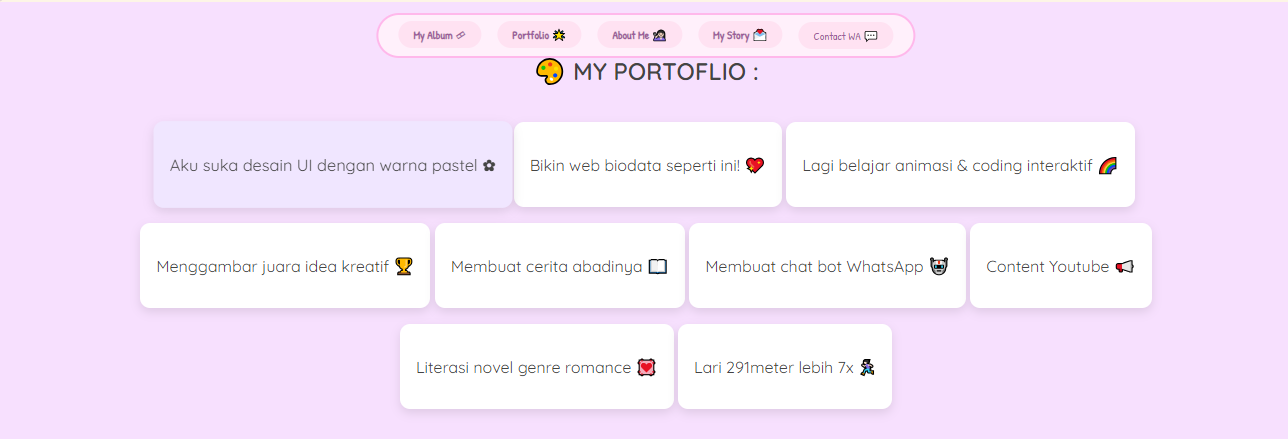 My Album Portfolio About Me My Story Contact WA
MY PORTOFLIO :
Aku suka desain UI dengan warna pastel Bikin web biodata seperti ini! Lagi belajar animasi & coding interaktif
Menggambar juara idea kreatif Membuat cerita abadinya Membuat chat bot WhatsApp Content Youtube
Literasi novel genre romance Lari 291meter lebih 7x